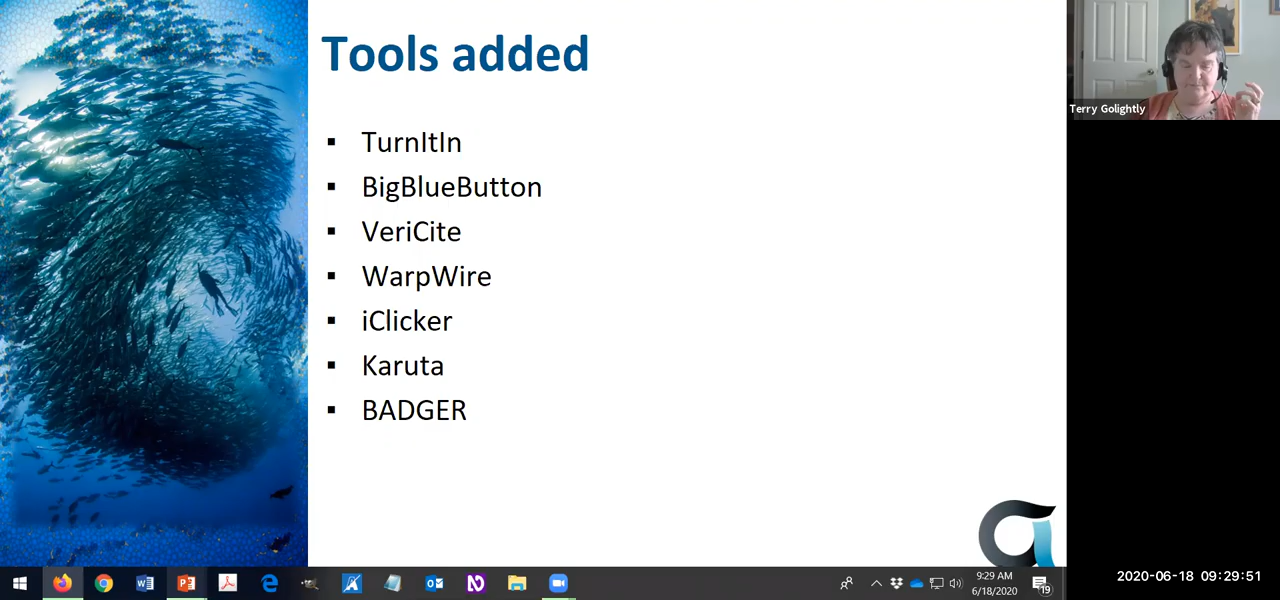 Tools added
▪ TurnItIn
▪ BigBlueButton
▪ VeriCite
▪ WarpWire
▪ iClicker
▪ Karuta
▪ BADGER
Terry Golightly
9:29 AM
6/18/2020
19
2020-06-18 09:29:51